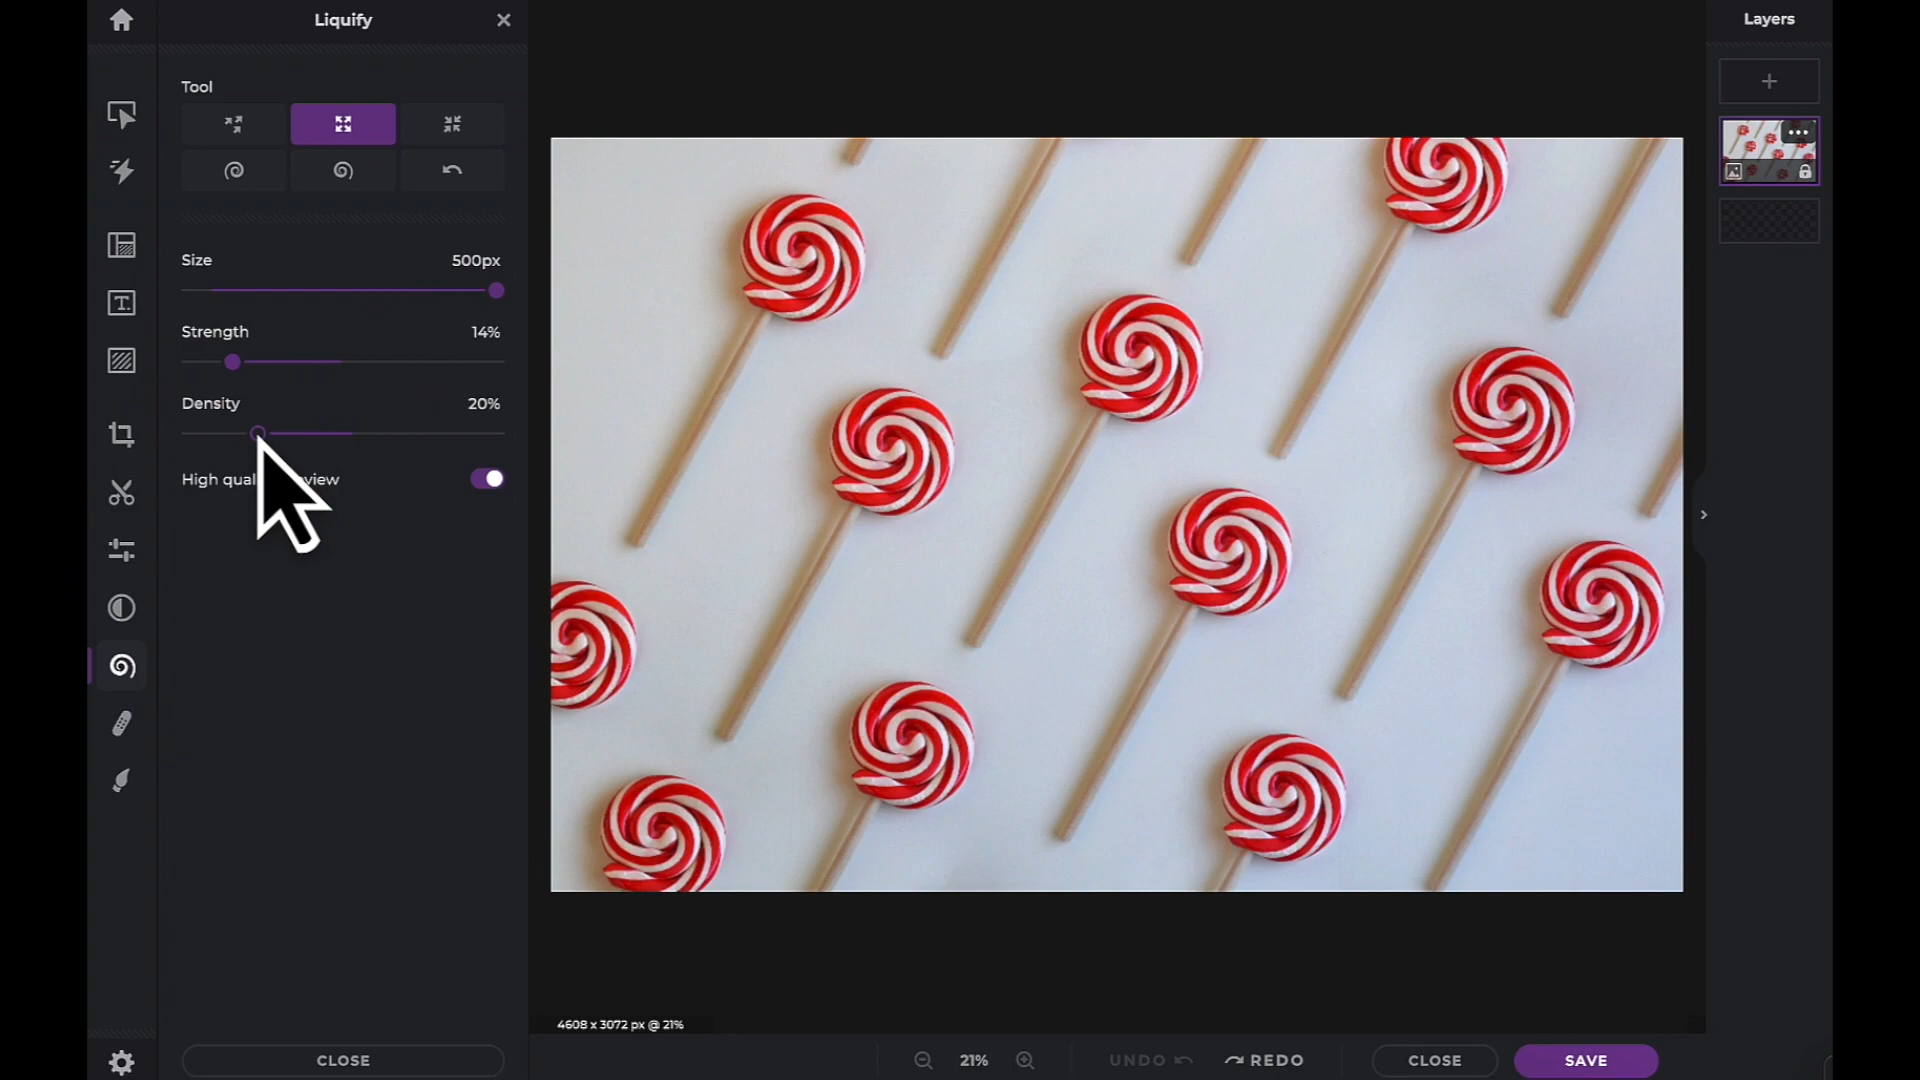 Liquify
Layers
Tool
Size 500px
Strength 14%
Density 20%
High qual view
4608 x 3072 px @ 21%
CLOSE
21%
UNDO
REDO
CLOSE
SAVE